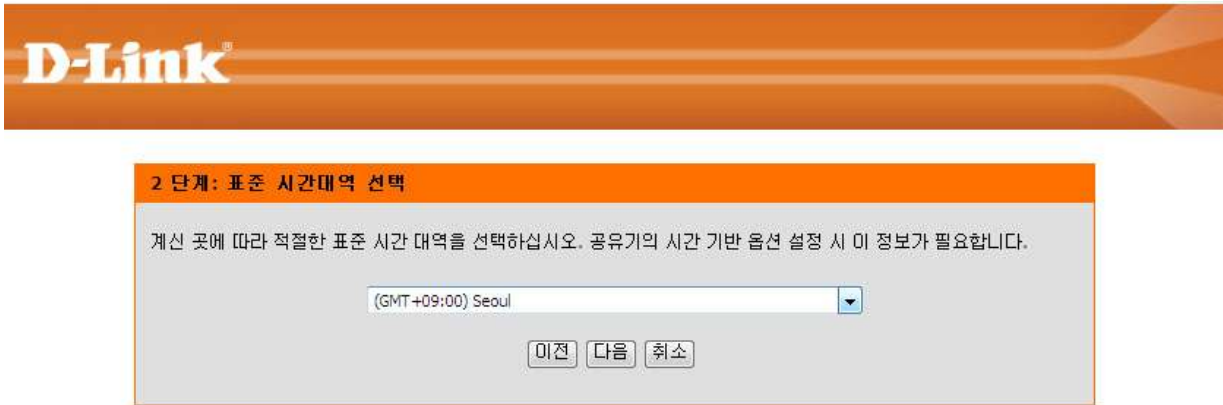 D-Link®
2 단계: 표준 시간대역 선택
계신 곳에 따라 적절한 표준 시간 대역을 선택하십시오. 공유기의 시간 기반 옵션 설정 시 이 정보가 필요합니다.
(GMT+09:00) Seoul
이전 다음 취소